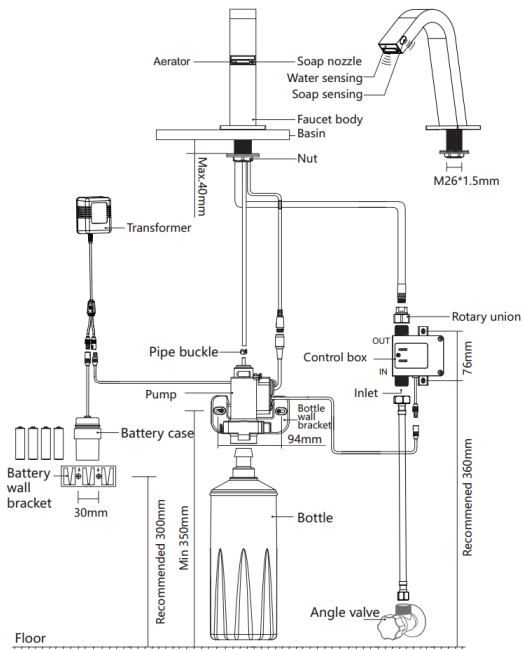 Aerator
Soap nozzle
Water sensing
Soap sensing
Faucet body
Basin
Nut
Max.40mm
M26*1.5mm
Transformer
Rotary union
OUT
Pipe buckle
Control box
76mm
IN
Pump
Inlet
Bottle
wall
bracket
94mm
Battery case
Battery
wall
bracket
30mm
Recommended 300mm
Min 350mm
Recommened 360mm
Bottle
Angle valve
Floor